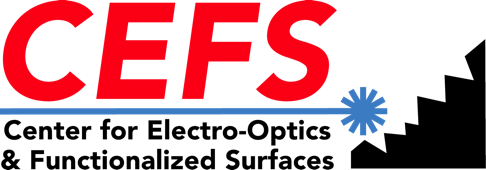 CEFS
Center for Electro-Optics
& Functionalized Surfaces